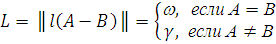 L = ‖ l(A − B) ‖ = { ω, если A = B
γ, если A ≠ B